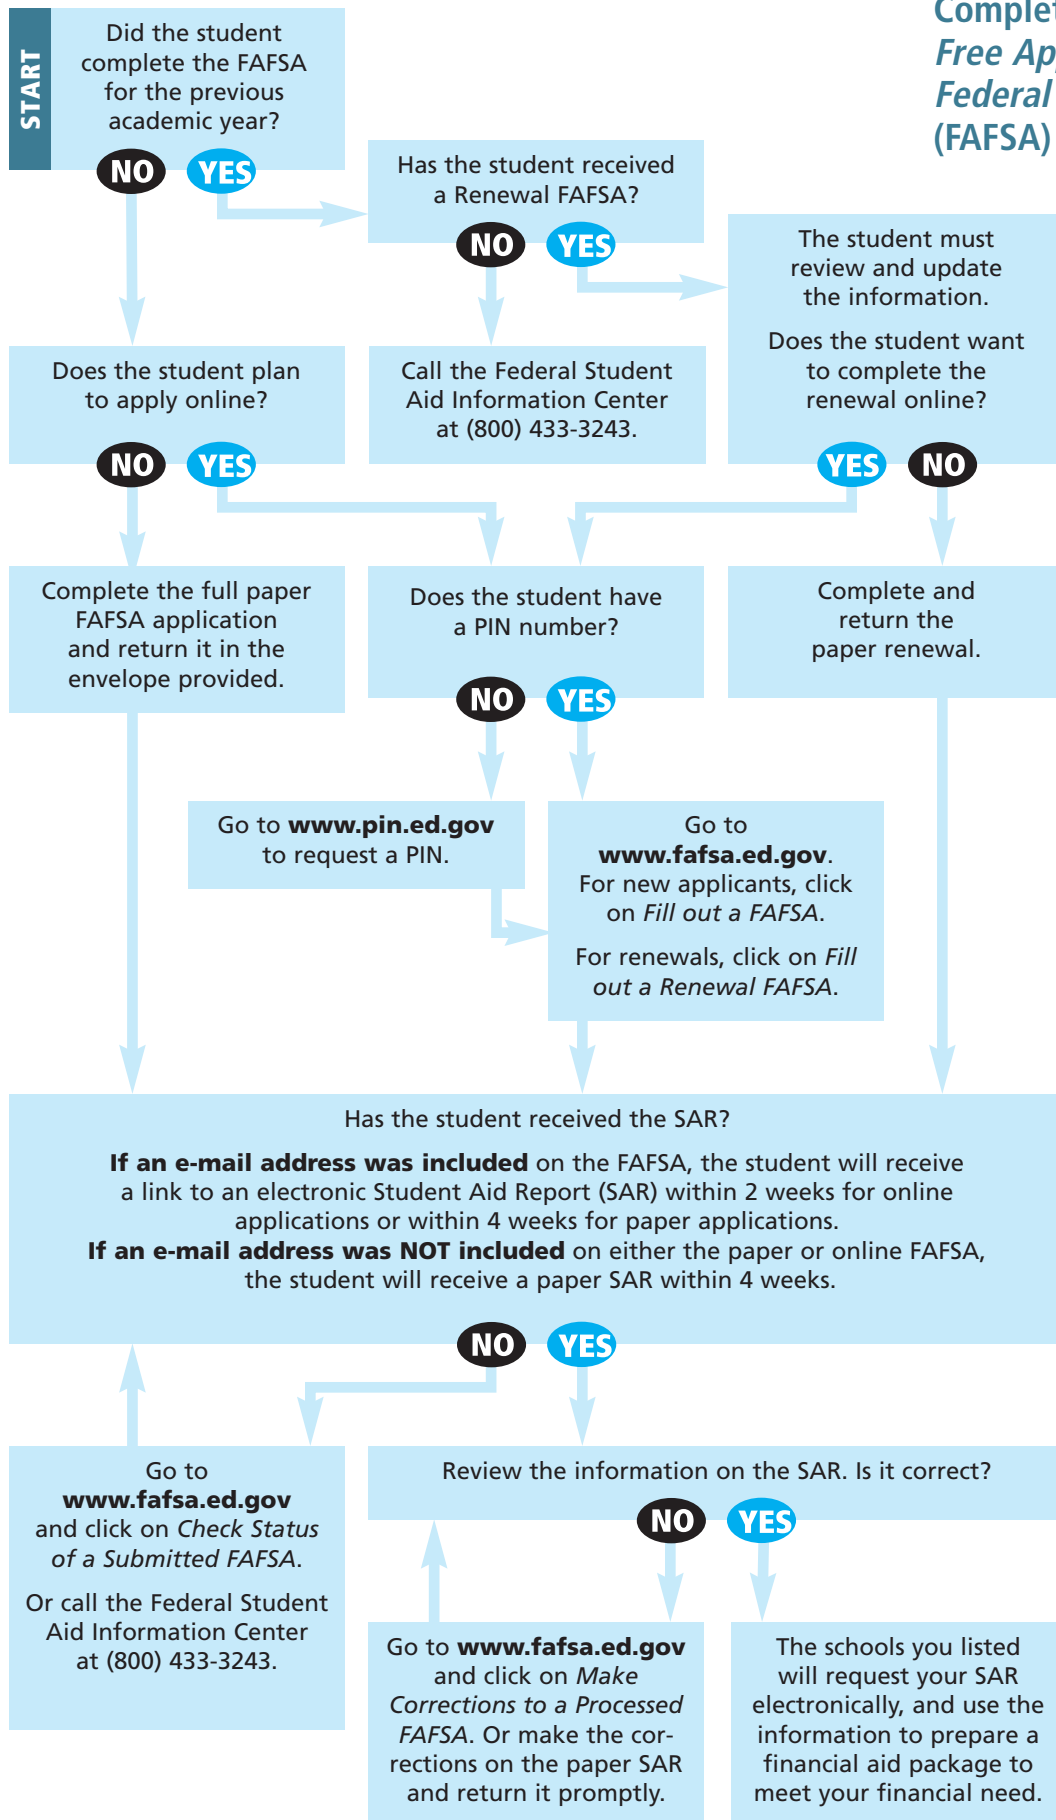 START
Did the student
complete the FAFSA
for the previous
academic year?
NO
YES
Free
Federal
(FAFSA)
Has the student received
a Renewal FAFSA?
NO
YES
The student must
review and update
the information.
Does the student want
to complete the
renewal online?
YES
NO
Does the student plan
to apply online?
NO
YES
Call the Federal Student
Aid Information Center
at (800) 433-3243.
Complete the full paper
FAFSA application
and return it in the
envelope provided.
Does the student have
a PIN number?
NO
YES
Complete and
return the
paper renewal.
Go to www.pin.ed.gov
to request a PIN.
Go to
www.fafsa.ed.gov.
For new applicants, click
on Fill out a FAFSA.
For renewals, click on Fill
out a Renewal FAFSA.
Has the student received the SAR?
If an e-mail address was included on the FAFSA, the student will receive
a link to an electronic Student Aid Report (SAR) within 2 weeks for online
applications or within 4 weeks for paper applications.
If an e-mail address was NOT included on either the paper or online FAFSA,
the student will receive a paper SAR within 4 weeks.
NO
YES
Go to
www.fafsa.ed.gov
and click on Check Status
of a Submitted FAFSA.
Or call the Federal Student
Aid Information Center
at (800) 433-3243.
Review the information on the SAR. Is it correct?
NO
YES
Go to www.fafsa.ed.gov
and click on Make
Corrections to a Processed
FAFSA. Or make the cor-
rections on the paper SAR
and return it promptly.
The schools you listed
will request your SAR
electronically, and use the
information to prepare a
financial aid package to
meet your financial need.